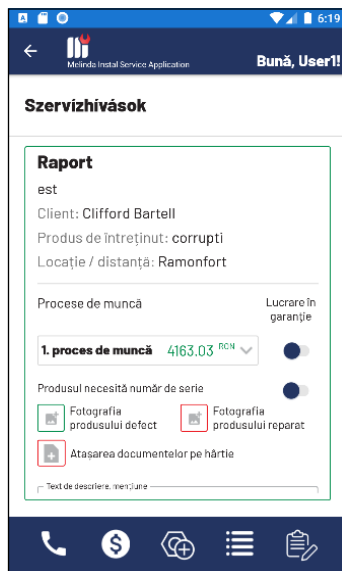 6:19
Melinda Instal Service Application
Bună, User1!
Szervízhívások
Raport
est
Client: Clifford Bartell
Produs de întreținut: corrupti
Locație / distanță: Ramonfort
Procese de muncă
Lucrare în
garanție
1. proces de muncă 4163.03 RON
Produsul necesită număr de serie
Fotografia
produsului defect
Fotografia
produsului reparat
Atașarea documentelor pe hârtie
Text de descriere, mențiune